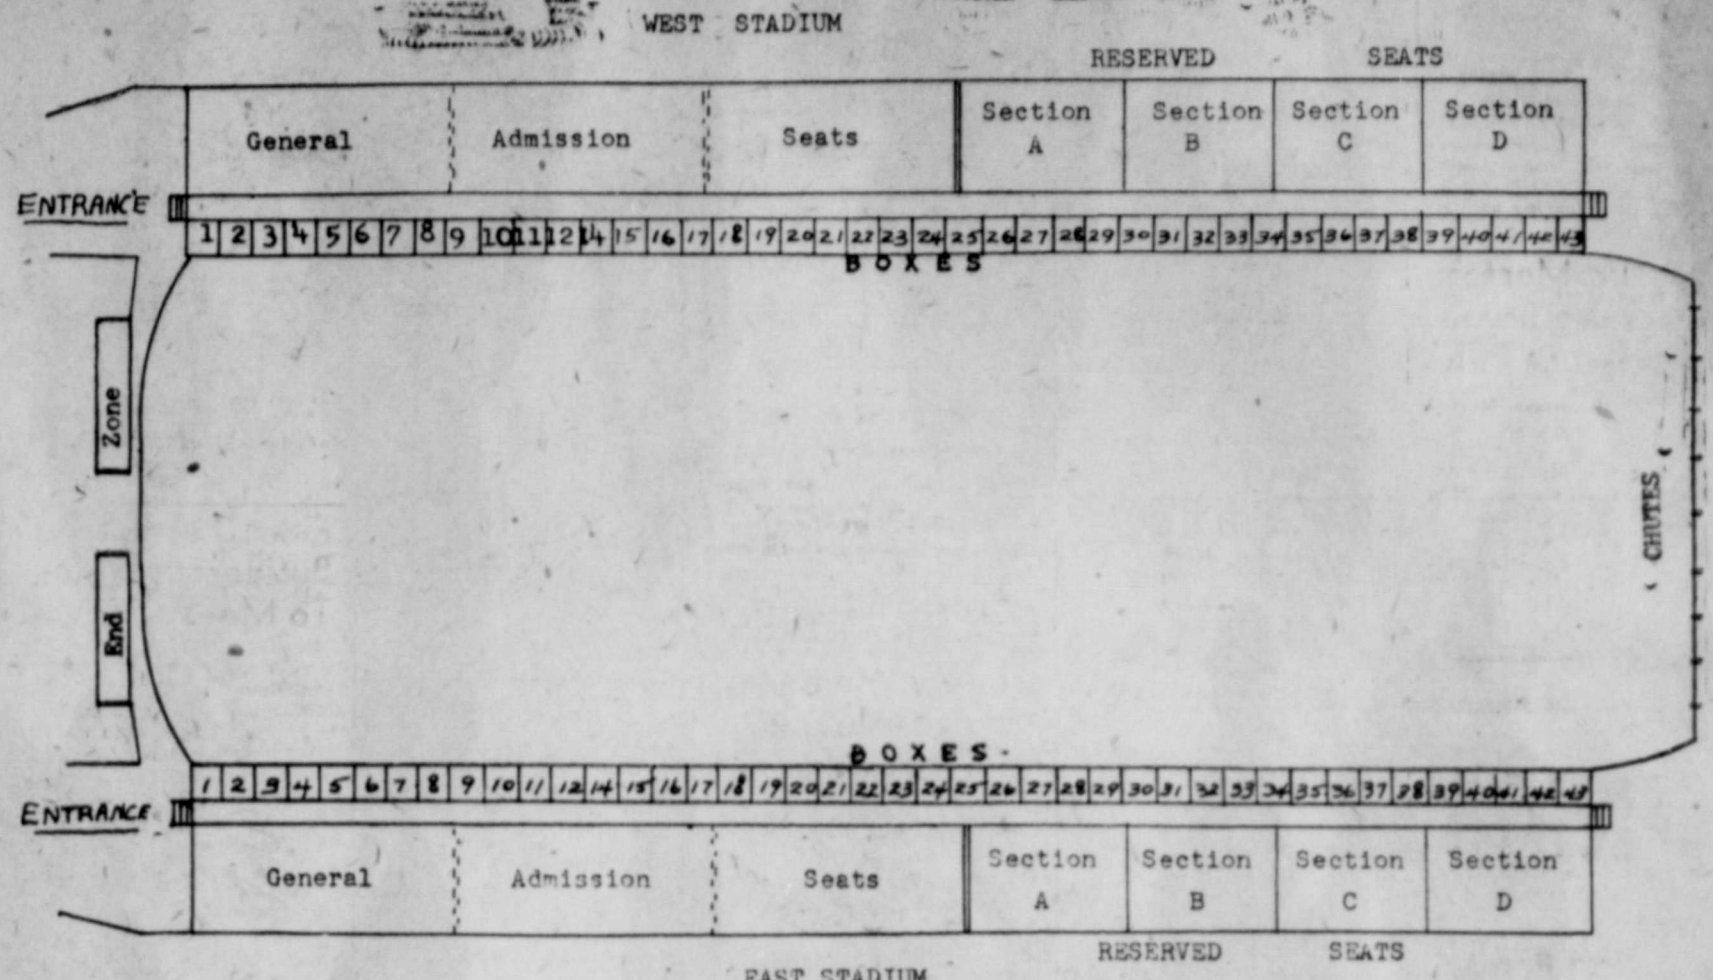 WEST STADIUM
RESERVED SEATS
General Admission Seats Section A Section B Section C Section D
ENTRANCE
1 2 3 4 5 6 7 8 9 10 11 12 14 15 16 17 18 19 20 21 22 23 24 25 26 27 28 29 30 31 32 33 34 35 36 37 38 39 40 41 42 43
BOXES
Zone
End
CHUTES
BOXES
1 2 3 4 5 6 7 8 9 10 11 12 14 15 16 17 18 19 20 21 22 23 24 25 26 27 28 29 30 31 32 33 34 35 36 37 38 39 40 41 42 43
ENTRANCE
General Admission Seats Section A Section B Section C Section D
RESERVED SEATS
EAST STADIUM